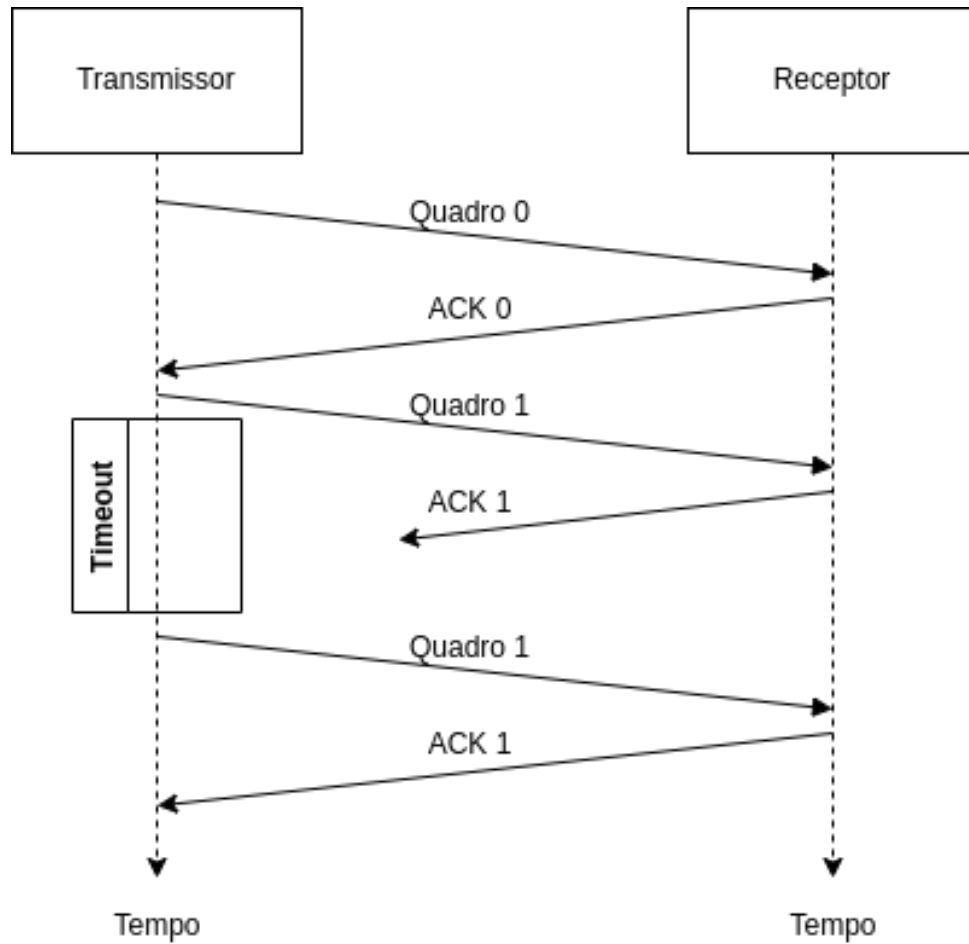 Transmissor
Receptor
Quadro 0
ACK 0
Quadro 1
ACK 1
Timeout
Quadro 1
ACK 1
Tempo
Tempo